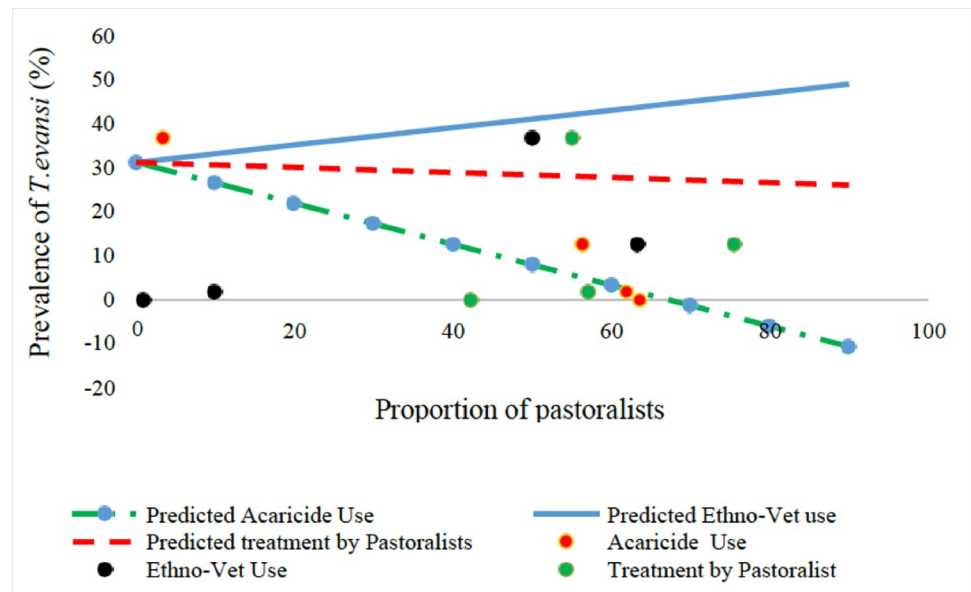 Prevalence of T.evansi (%)
60
50
40
30
20
10
0
-10
-20
0 20 40 60 80 100
Proportion of pastoralists
Predicted Acaricide Use
Predicted Ethno-Vet use
Predicted treatment by Pastoralists
Acaricide Use
Ethno-Vet Use
Treatment by Pastoralist